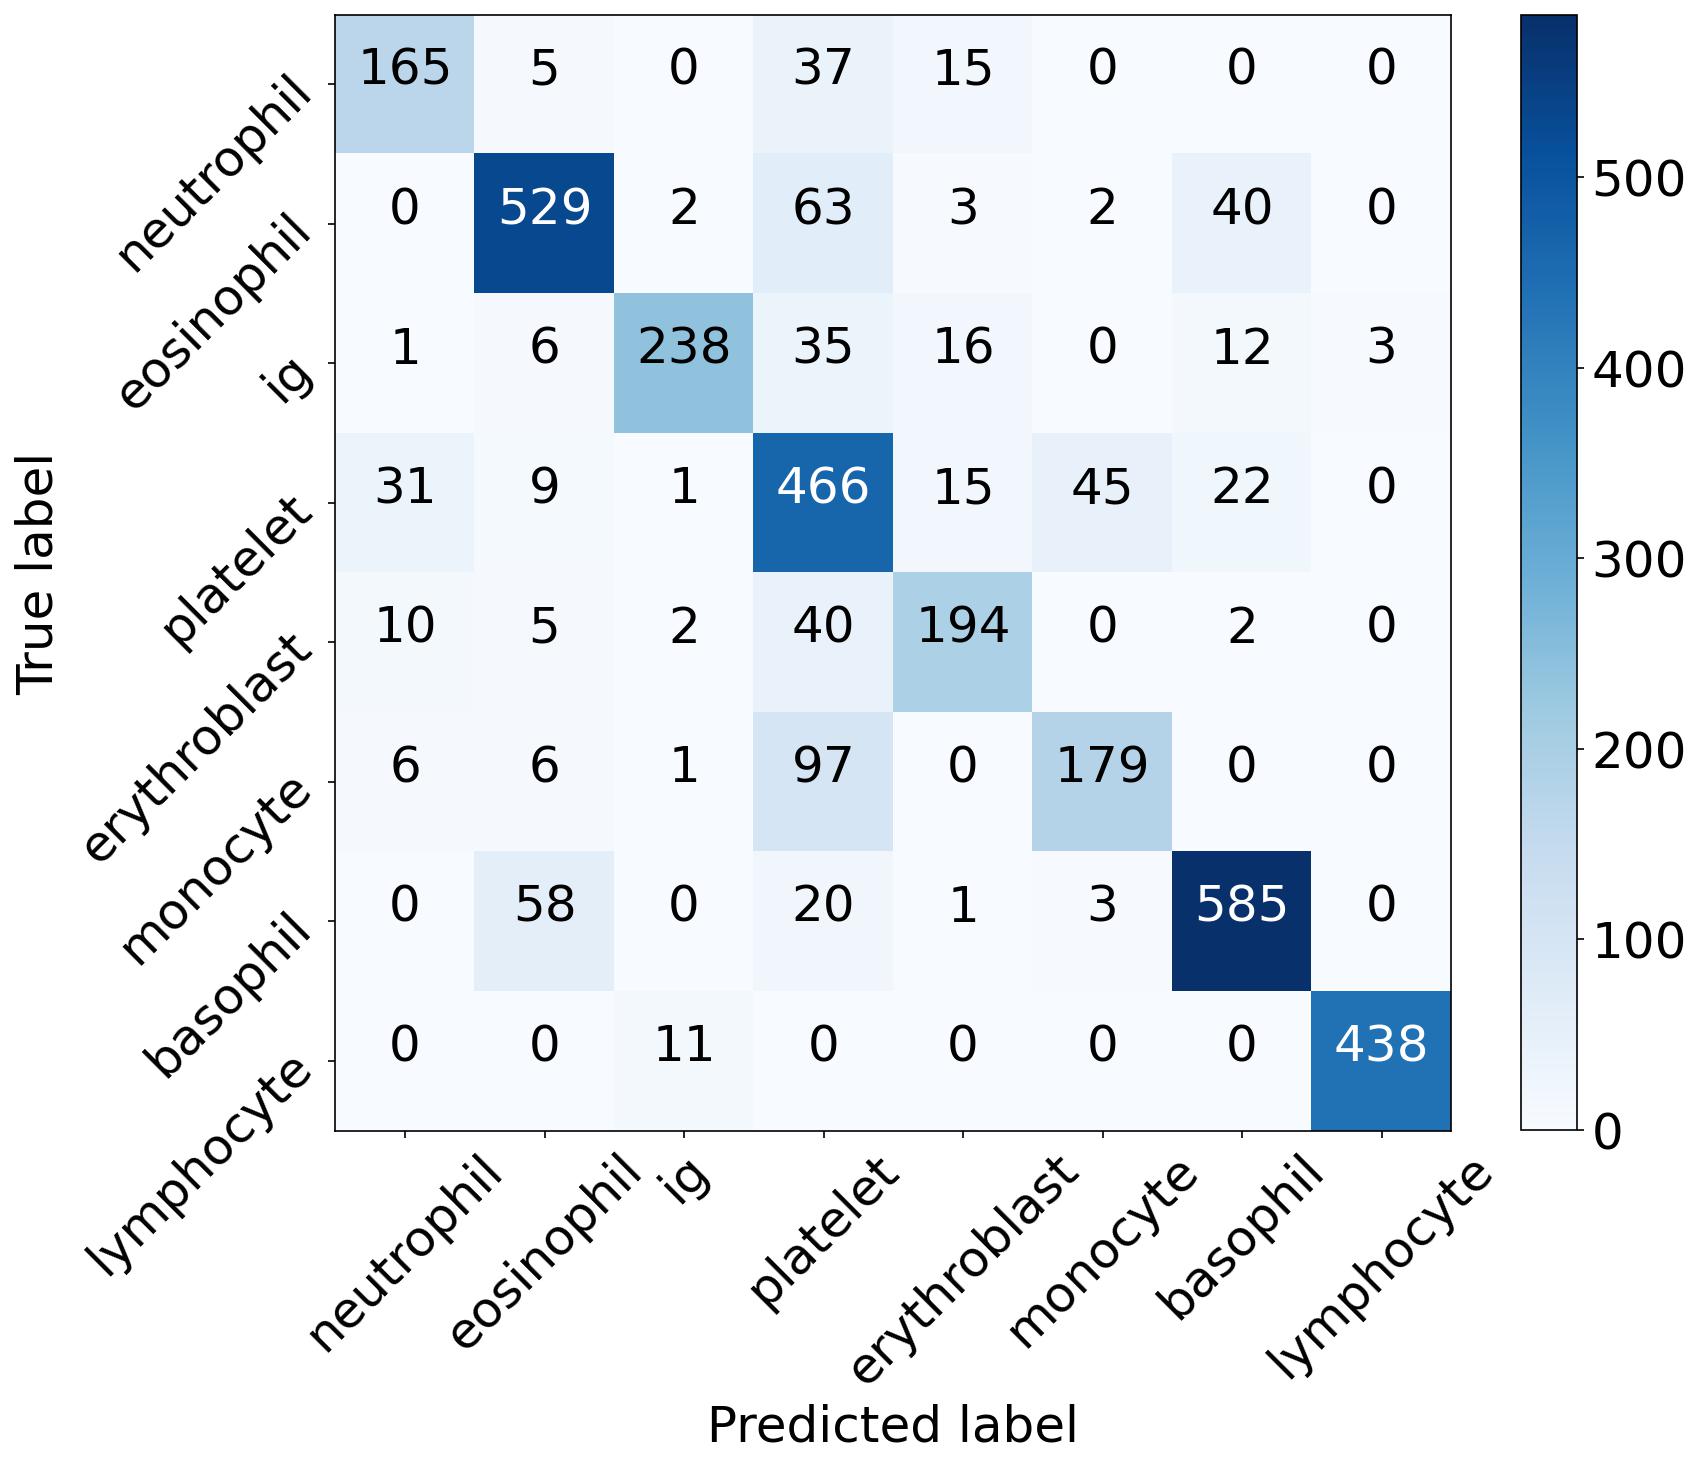 True label
neutrophil 165 5 0 37 15 0 0 0
eosinophil 0 529 2 63 3 2 40 0
ig 1 6 238 35 16 0 12 3
platelet 31 9 1 466 15 45 22 0
erythroblast 10 5 2 40 194 0 2 0
monocyte 6 6 1 97 0 179 0 0
basophil 0 58 0 20 1 3 585 0
lymphocyte 0 0 11 0 0 0 0 438
neutrophil eosinophil ig platelet erythroblast monocyte basophil lymphocyte
Predicted label
500
400
300
200
100
0